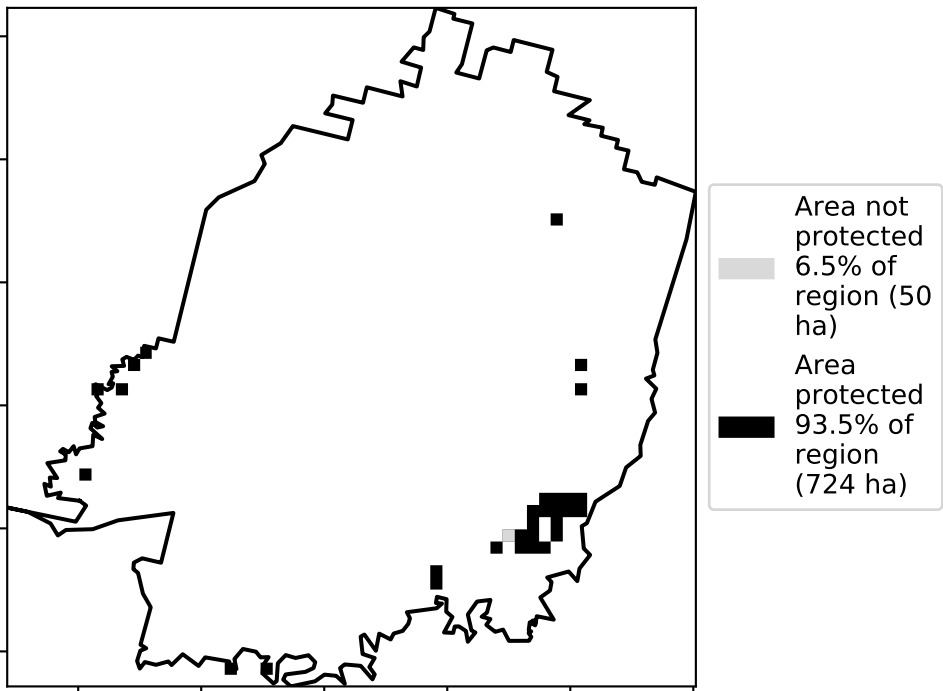 Area not
protected
6.5% of
region (50
ha)
Area
protected
93.5% of
region
(724 ha)